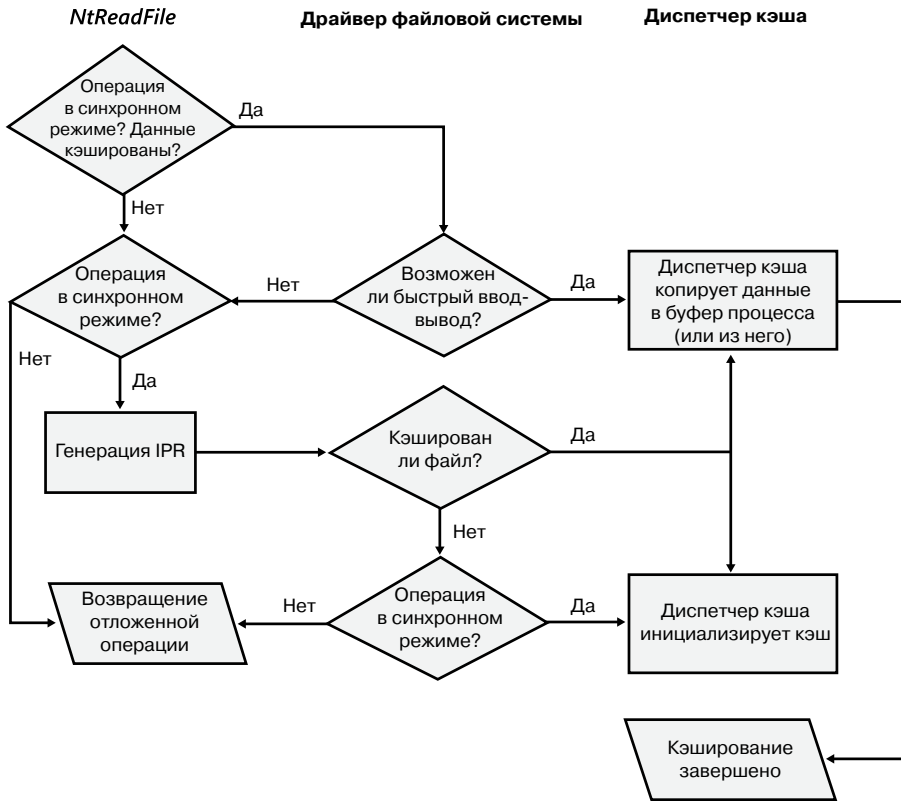 NtReadFile
Драйвер файловой системы
Диспетчер кэша
Операция
в синхронном
режиме? Данные
кэшированы?
Да
Нет
Операция
в синхронном
режиме?
Нет
Возможен
ли быстрый ввод-
вывод?
Да
Диспетчер кэша
копирует данные
в буфер процесса
(или из него)
Нет
Да
Генерация IPR
Кэширован
ли файл?
Да
Нет
Возвращение
отложенной
операции
Нет
Операция
в синхронном
режиме?
Да
Диспетчер кэша
инициализирует кэш
Кэширование
завершено